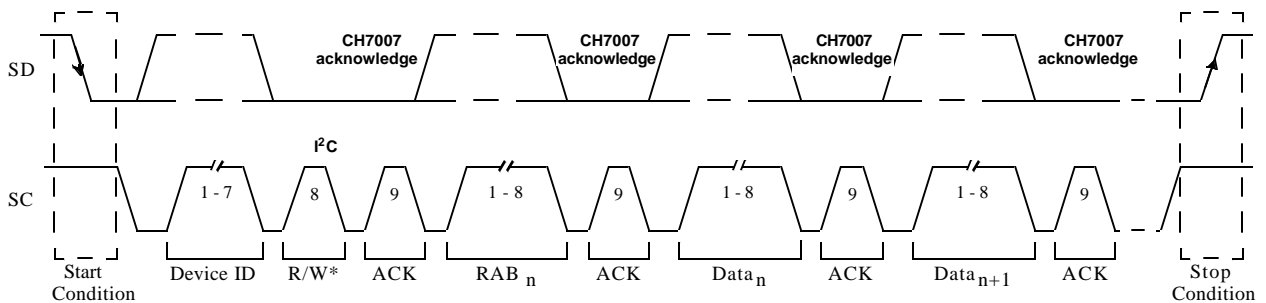 CH7007 acknowledge
CH7007 acknowledge
CH7007 acknowledge
CH7007 acknowledge
SD
I²C
SC
1 - 7
8
9
1 - 8
9
1 - 8
9
1 - 8
9
Start Condition
Device ID
R/W*
ACK
RAB n
ACK
Data n
ACK
Data n+1
ACK
Stop Condition